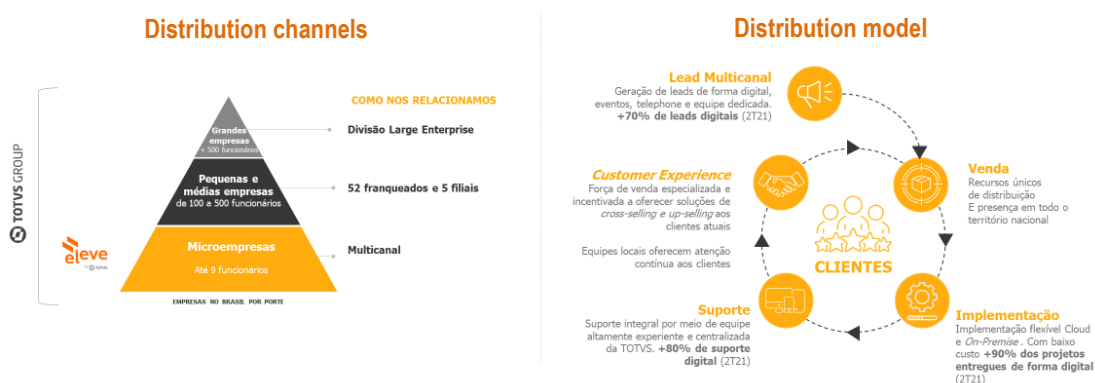 Distribution channels
COMO NOS RELACIONAMOS
Grandes
empresas
+ 500 funcionários
Divisão Large Enterprise
Pequenas e
médias empresas
de 100 a 500 funcionários
52 franqueados e 5 filiais
Microempresas
Até 9 funcionários
Multicanal
EMPRESAS NO BRASIL POR PORTE
TOTVS GROUP
eleve
Distribution model
Lead Multicanal
Geração de leads de forma digital,
eventos, telephone e equipe dedicada.
+70% de leads digitais (2T21)
Venda
Recursos únicos
de distribuição
E presença em todo o
território nacional
Customer Experience
Força de venda especializada e
incentivada a oferecer soluções de
cross-selling e up-selling aos
clientes atuais
Equipes locais oferecem atenção
contínua aos clientes
CLIENTES
Suporte
Suporte integral por meio de equipe
altamente experiente e centralizada
da TOTVS. +80% de suporte
digital (2T21)
Implementação
Implementação flexível Cloud
e On-Premise . Com baixo
custo +90% dos projetos
entregues de forma digital
(2T21)